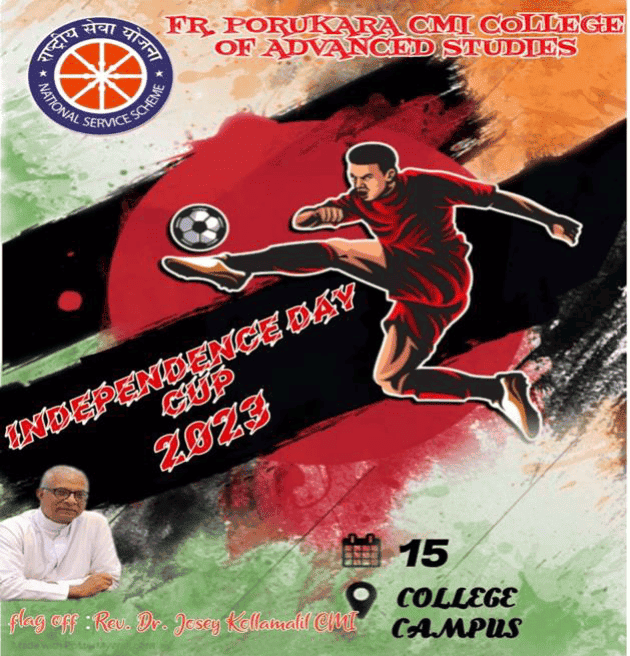 राष्ट्रीय सेवा योजना
NATIONAL SERVICE SCHEME
FR. PORUKARA CMI COLLEGE
OF ADVANCED STUDIES
INDEPENDENCE DAY
CUP
2023
15
COLLEGE
CAMPUS
flag off : Rev. Dr. Josey Kollamalil CMI